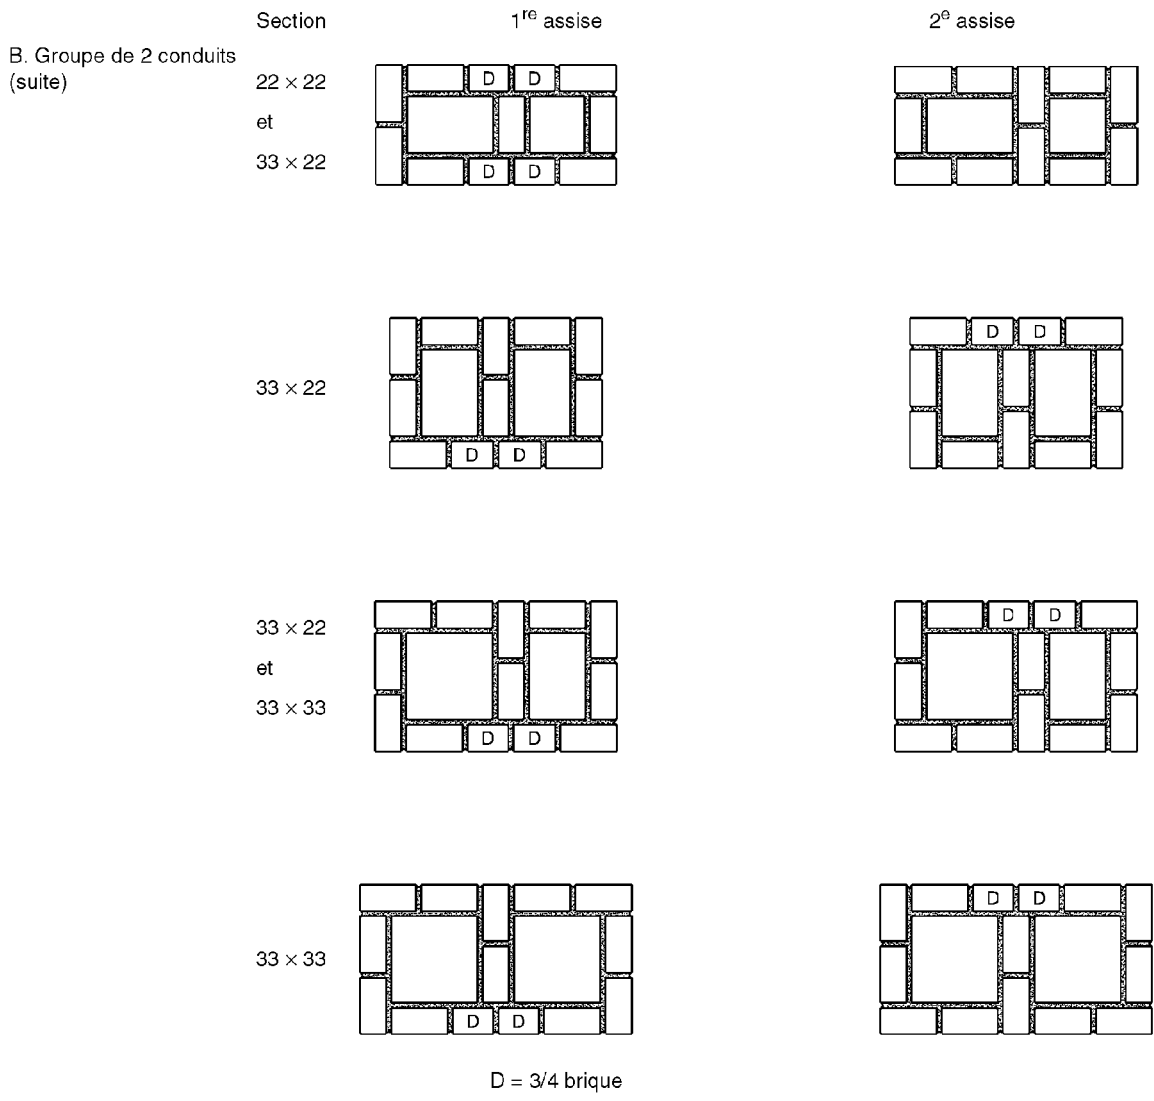 Section 1re assise 2e assise
B. Groupe de 2 conduits
(suite)
22 × 22
et
33 × 22
D D
D D
33 × 22
D D
D D
33 × 22
et
33 × 33
D D
D D
33 × 33
D D
D D
D = 3/4 brique